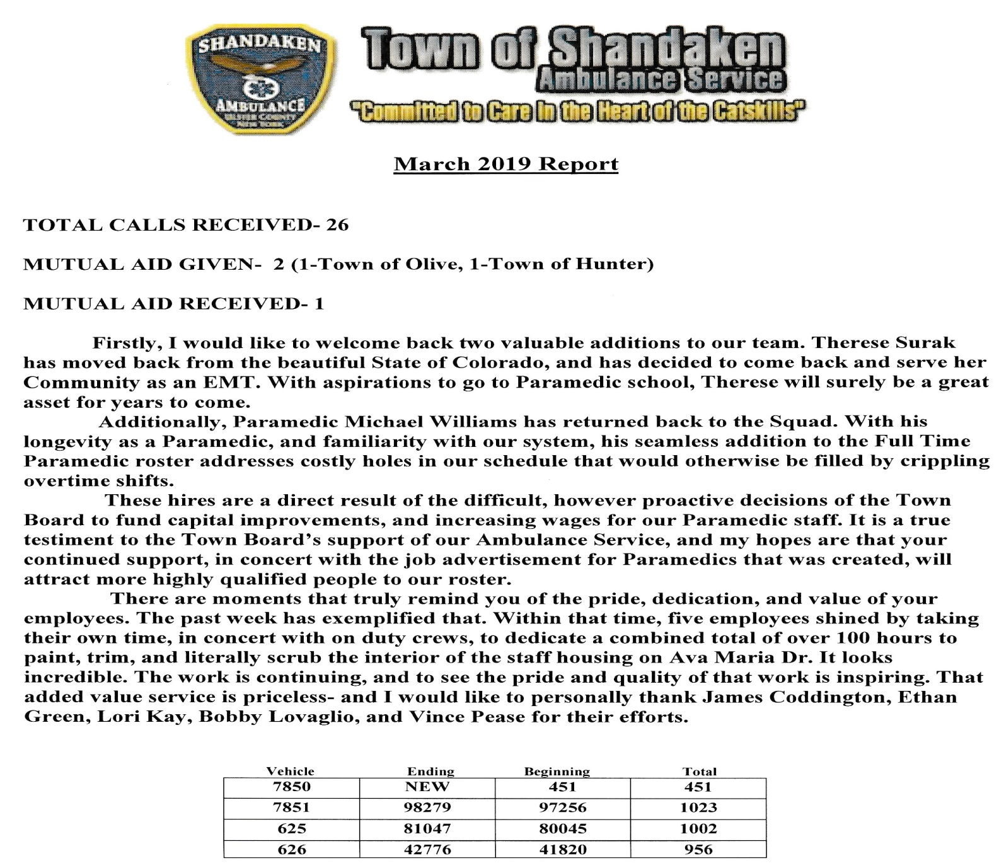 SHANDAKEN
AMBULANCE
ULSTER COUNTY
NEW YORK
Town of Shandaken
Ambulance Service
"Committed to Care in the Heart of the Catskills"
March 2019 Report
TOTAL CALLS RECEIVED- 26
MUTUAL AID GIVEN-  2 (1-Town of Olive, 1-Town of Hunter)
MUTUAL AID RECEIVED- 1
Firstly, I would like to welcome back two valuable additions to our team. Therese Surak
has moved back from the beautiful State of Colorado, and has decided to come back and serve her
Community as an EMT. With aspirations to go to Paramedic school, Therese will surely be a great
asset for years to come.
Additionally, Paramedic Michael Williams has returned back to the Squad. With his
longevity as a Paramedic, and familiarity with our system, his seamless addition to the Full Time
Paramedic roster addresses costly holes in our schedule that would otherwise be filled by crippling
overtime shifts.
These hires are a direct result of the difficult, however proactive decisions of the Town
Board to fund capital improvements, and increasing wages for our Paramedic staff. It is a true
testiment to the Town Board’s support of our Ambulance Service, and my hopes are that your
continued support, in concert with the job advertisement for Paramedics that was created, will
attract more highly qualified people to our roster.
There are moments that truly remind you of the pride, dedication, and value of your
employees. The past week has exemplified that. Within that time, five employees shined by taking
their own time, in concert with on duty crews, to dedicate a combined total of over 100 hours to
paint, trim, and literally scrub the interior of the staff housing on Ava Maria Dr. It looks
incredible. The work is continuing, and to see the pride and quality of that work is inspiring. That
added value service is priceless- and I would like to personally thank James Coddington, Ethan
Green, Lori Kay, Bobby Lovaglio, and Vince Pease for their efforts.
Vehicle Ending Beginning Total
7850 NEW 451 451
7851 98279 97256 1023
625 81047 80045 1002
626 42776 41820 956